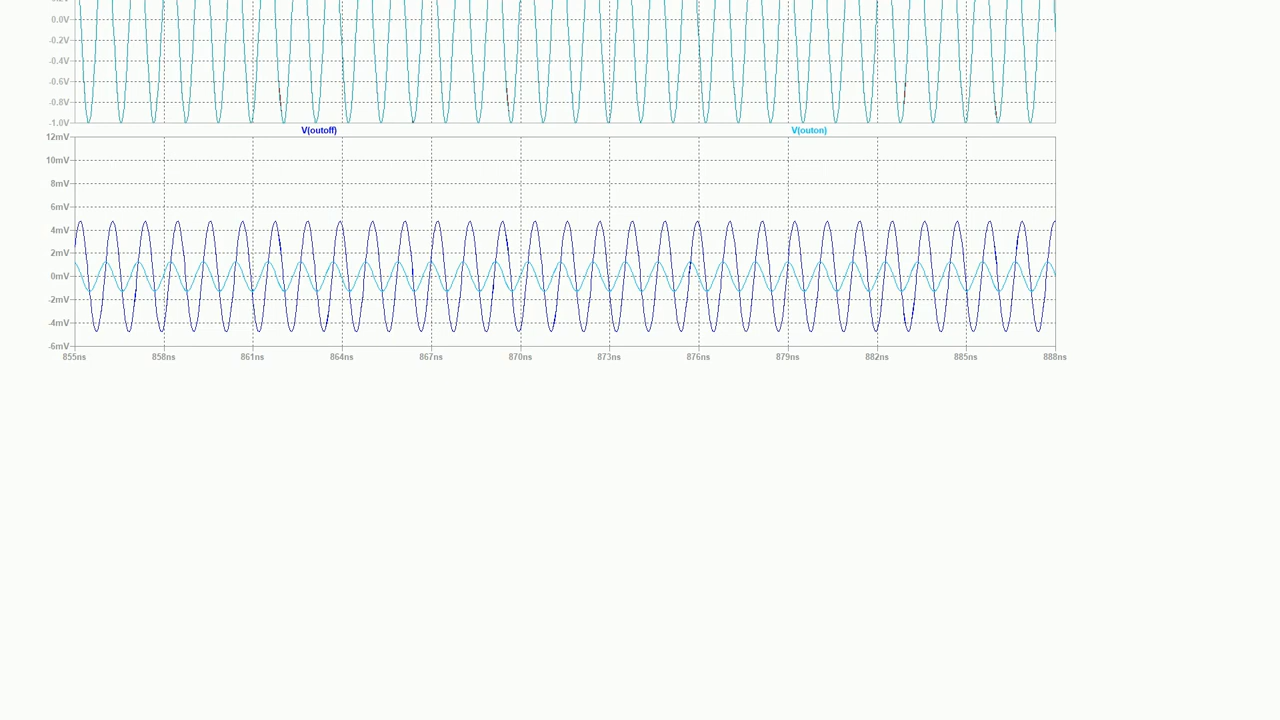 0.0V
-0.2V
-0.4V
-0.6V
-0.8V
-1.0V
V(outoff) V(outon)
12mV
10mV
8mV
6mV
4mV
2mV
0mV
-2mV
-4mV
-6mV
855ns 858ns 861ns 864ns 867ns 870ns 873ns 876ns 879ns 882ns 885ns 888ns